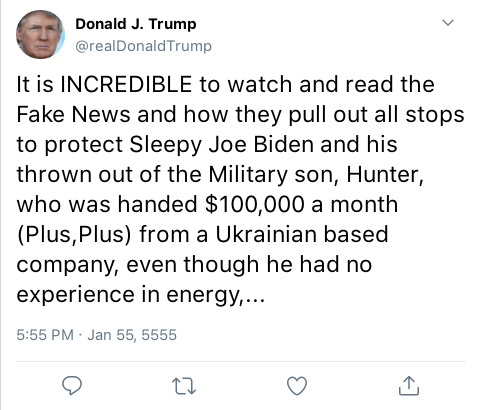 Donald J. Trump
@realDonaldTrump
It is INCREDIBLE to watch and read the
Fake News and how they pull out all stops
to protect Sleepy Joe Biden and his
thrown out of the Military son, Hunter,
who was handed $100,000 a month
(Plus,Plus) from a Ukrainian based
company, even though he had no
experience in energy,...
5:55 PM · Jan 55, 5555